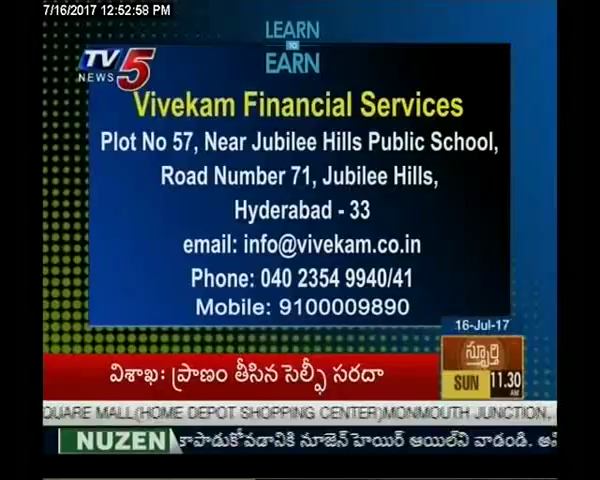 7/16/2017 12:52:58 PM
LEARN
TO
EARN
TV5
NEWS
Vivekam Financial Services
Plot No 57, Near Jubilee Hills Public School,
Road Number 71, Jubilee Hills,
Hyderabad - 33
email: info@vivekam.co.in
Phone: 040 2354 9940/41
Mobile: 9100009890
16-Jul-17
స్ఫూర్తి
SUN 11.30
AM
విశాఖ: ప్రాణం తీసిన సెల్ఫీ సరదా
QUARE MALL(HOME DEPOT SHOPPING CENTER)MONMOUTH JUNCTION,
NUZEN కాపాడుకోవడానికి నూజెన్ హెయిర్ ఆయిల్‌ని వాడండి.